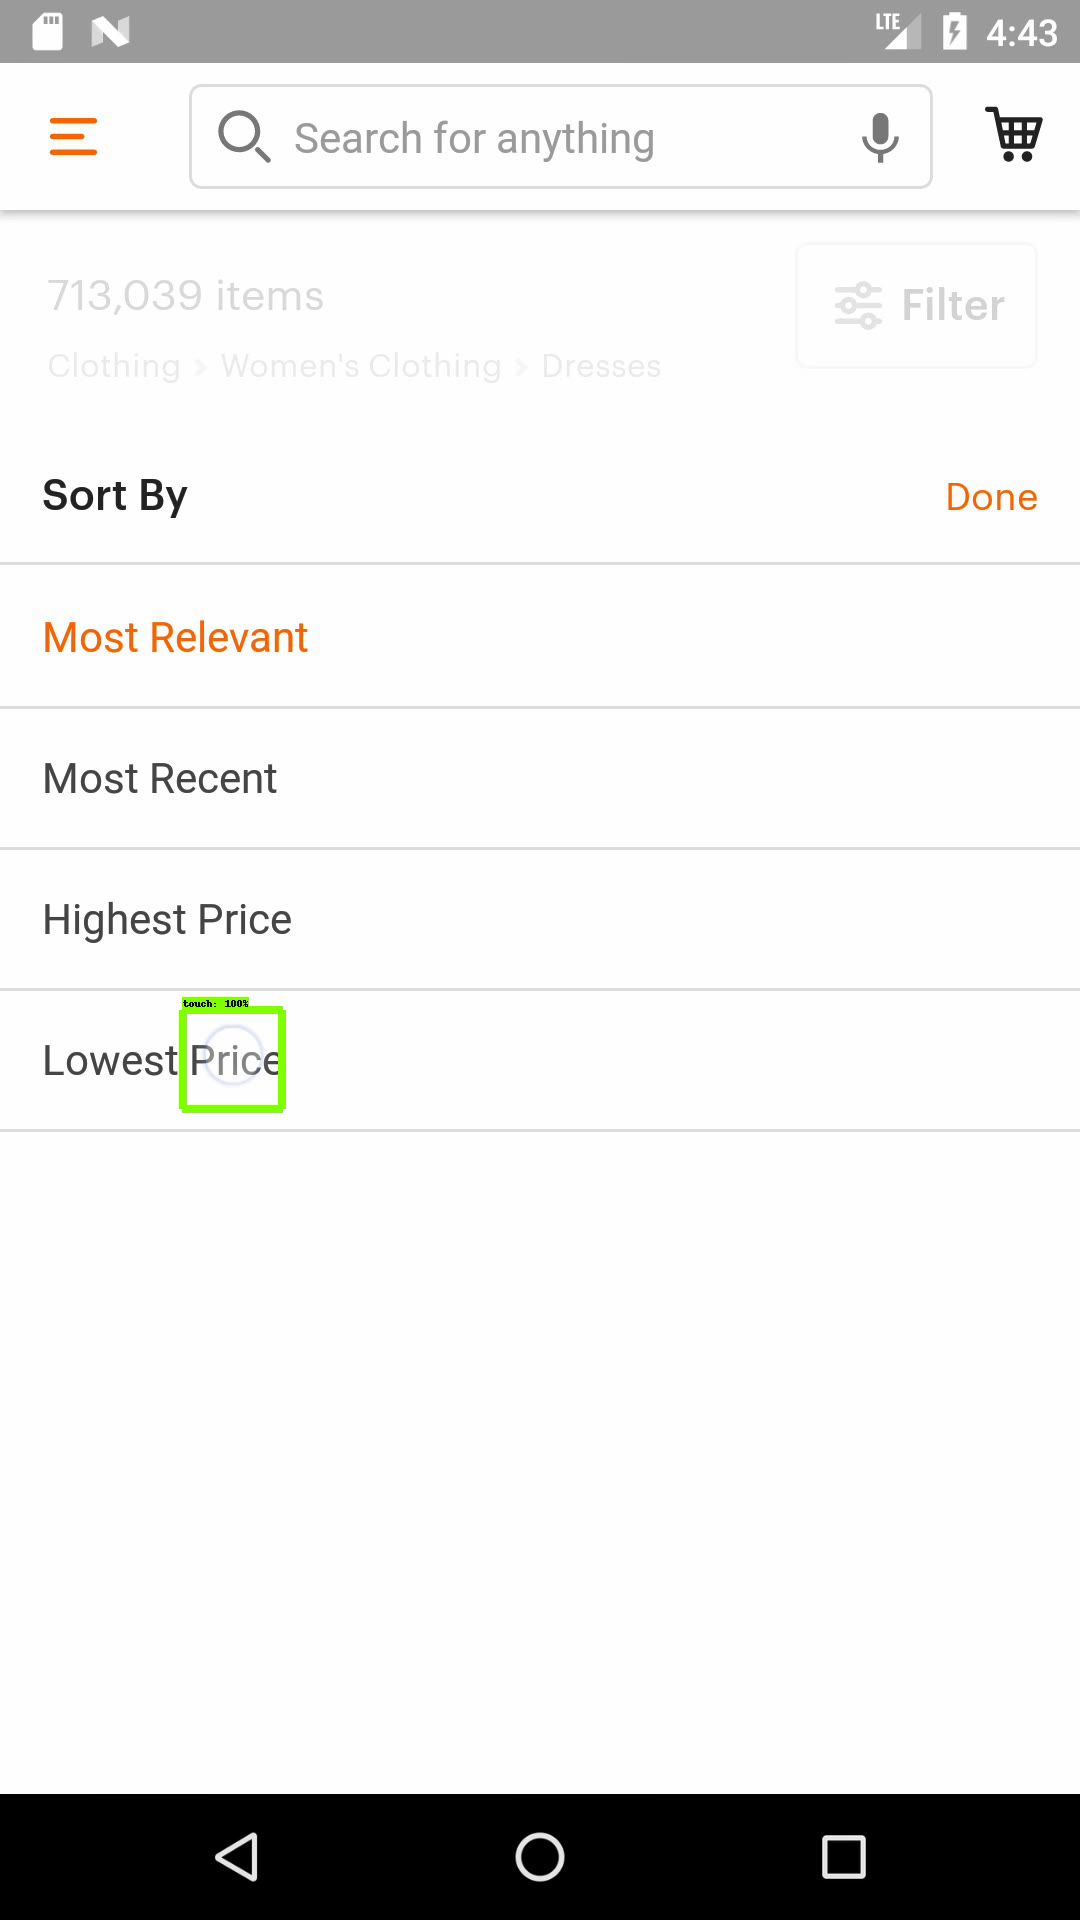 LTE 4:43
Search for anything
713,039 items
Filter
Clothing > Women's Clothing > Dresses
Sort By
Done
Most Relevant
Most Recent
Highest Price
touch: 100%
Lowest Price